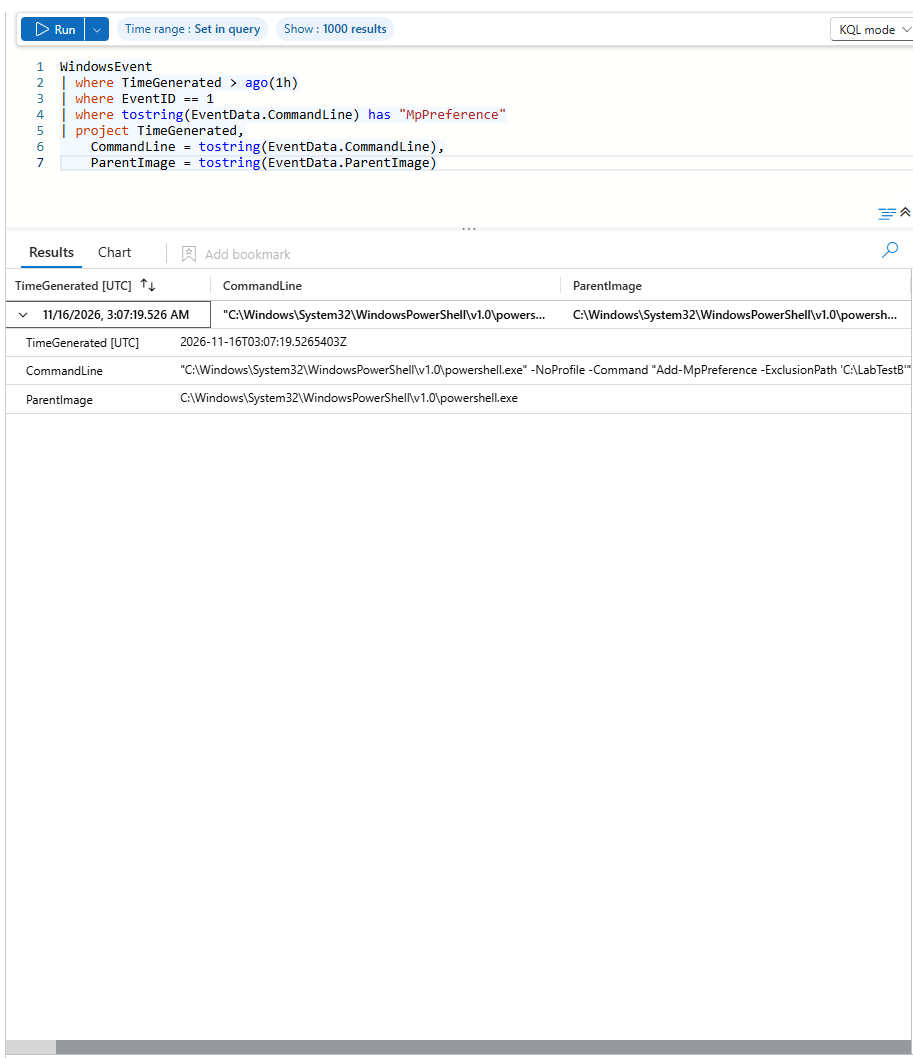 Run
Time range : Set in query
Show : 1000 results
KQL mode
1 WindowsEvent
2 | where TimeGenerated > ago(1h)
3 | where EventID == 1
4 | where tostring(EventData.CommandLine) has "MpPreference"
5 | project TimeGenerated,
6 CommandLine = tostring(EventData.CommandLine),
7 ParentImage = tostring(EventData.ParentImage)
...
Results Chart Add bookmark
TimeGenerated [UTC] CommandLine ParentImage
11/16/2026, 3:07:19.526 AM "C:\Windows\System32\WindowsPowerShell\v1.0\powers... C:\Windows\System32\WindowsPowerShell\v1.0\powersh...
TimeGenerated [UTC] 2026-11-16T03:07:19.5265403Z
CommandLine "C:\Windows\System32\WindowsPowerShell\v1.0\powershell.exe" -NoProfile -Command "Add-MpPreference -ExclusionPath 'C:\LabTestB'"
ParentImage C:\Windows\System32\WindowsPowerShell\v1.0\powershell.exe